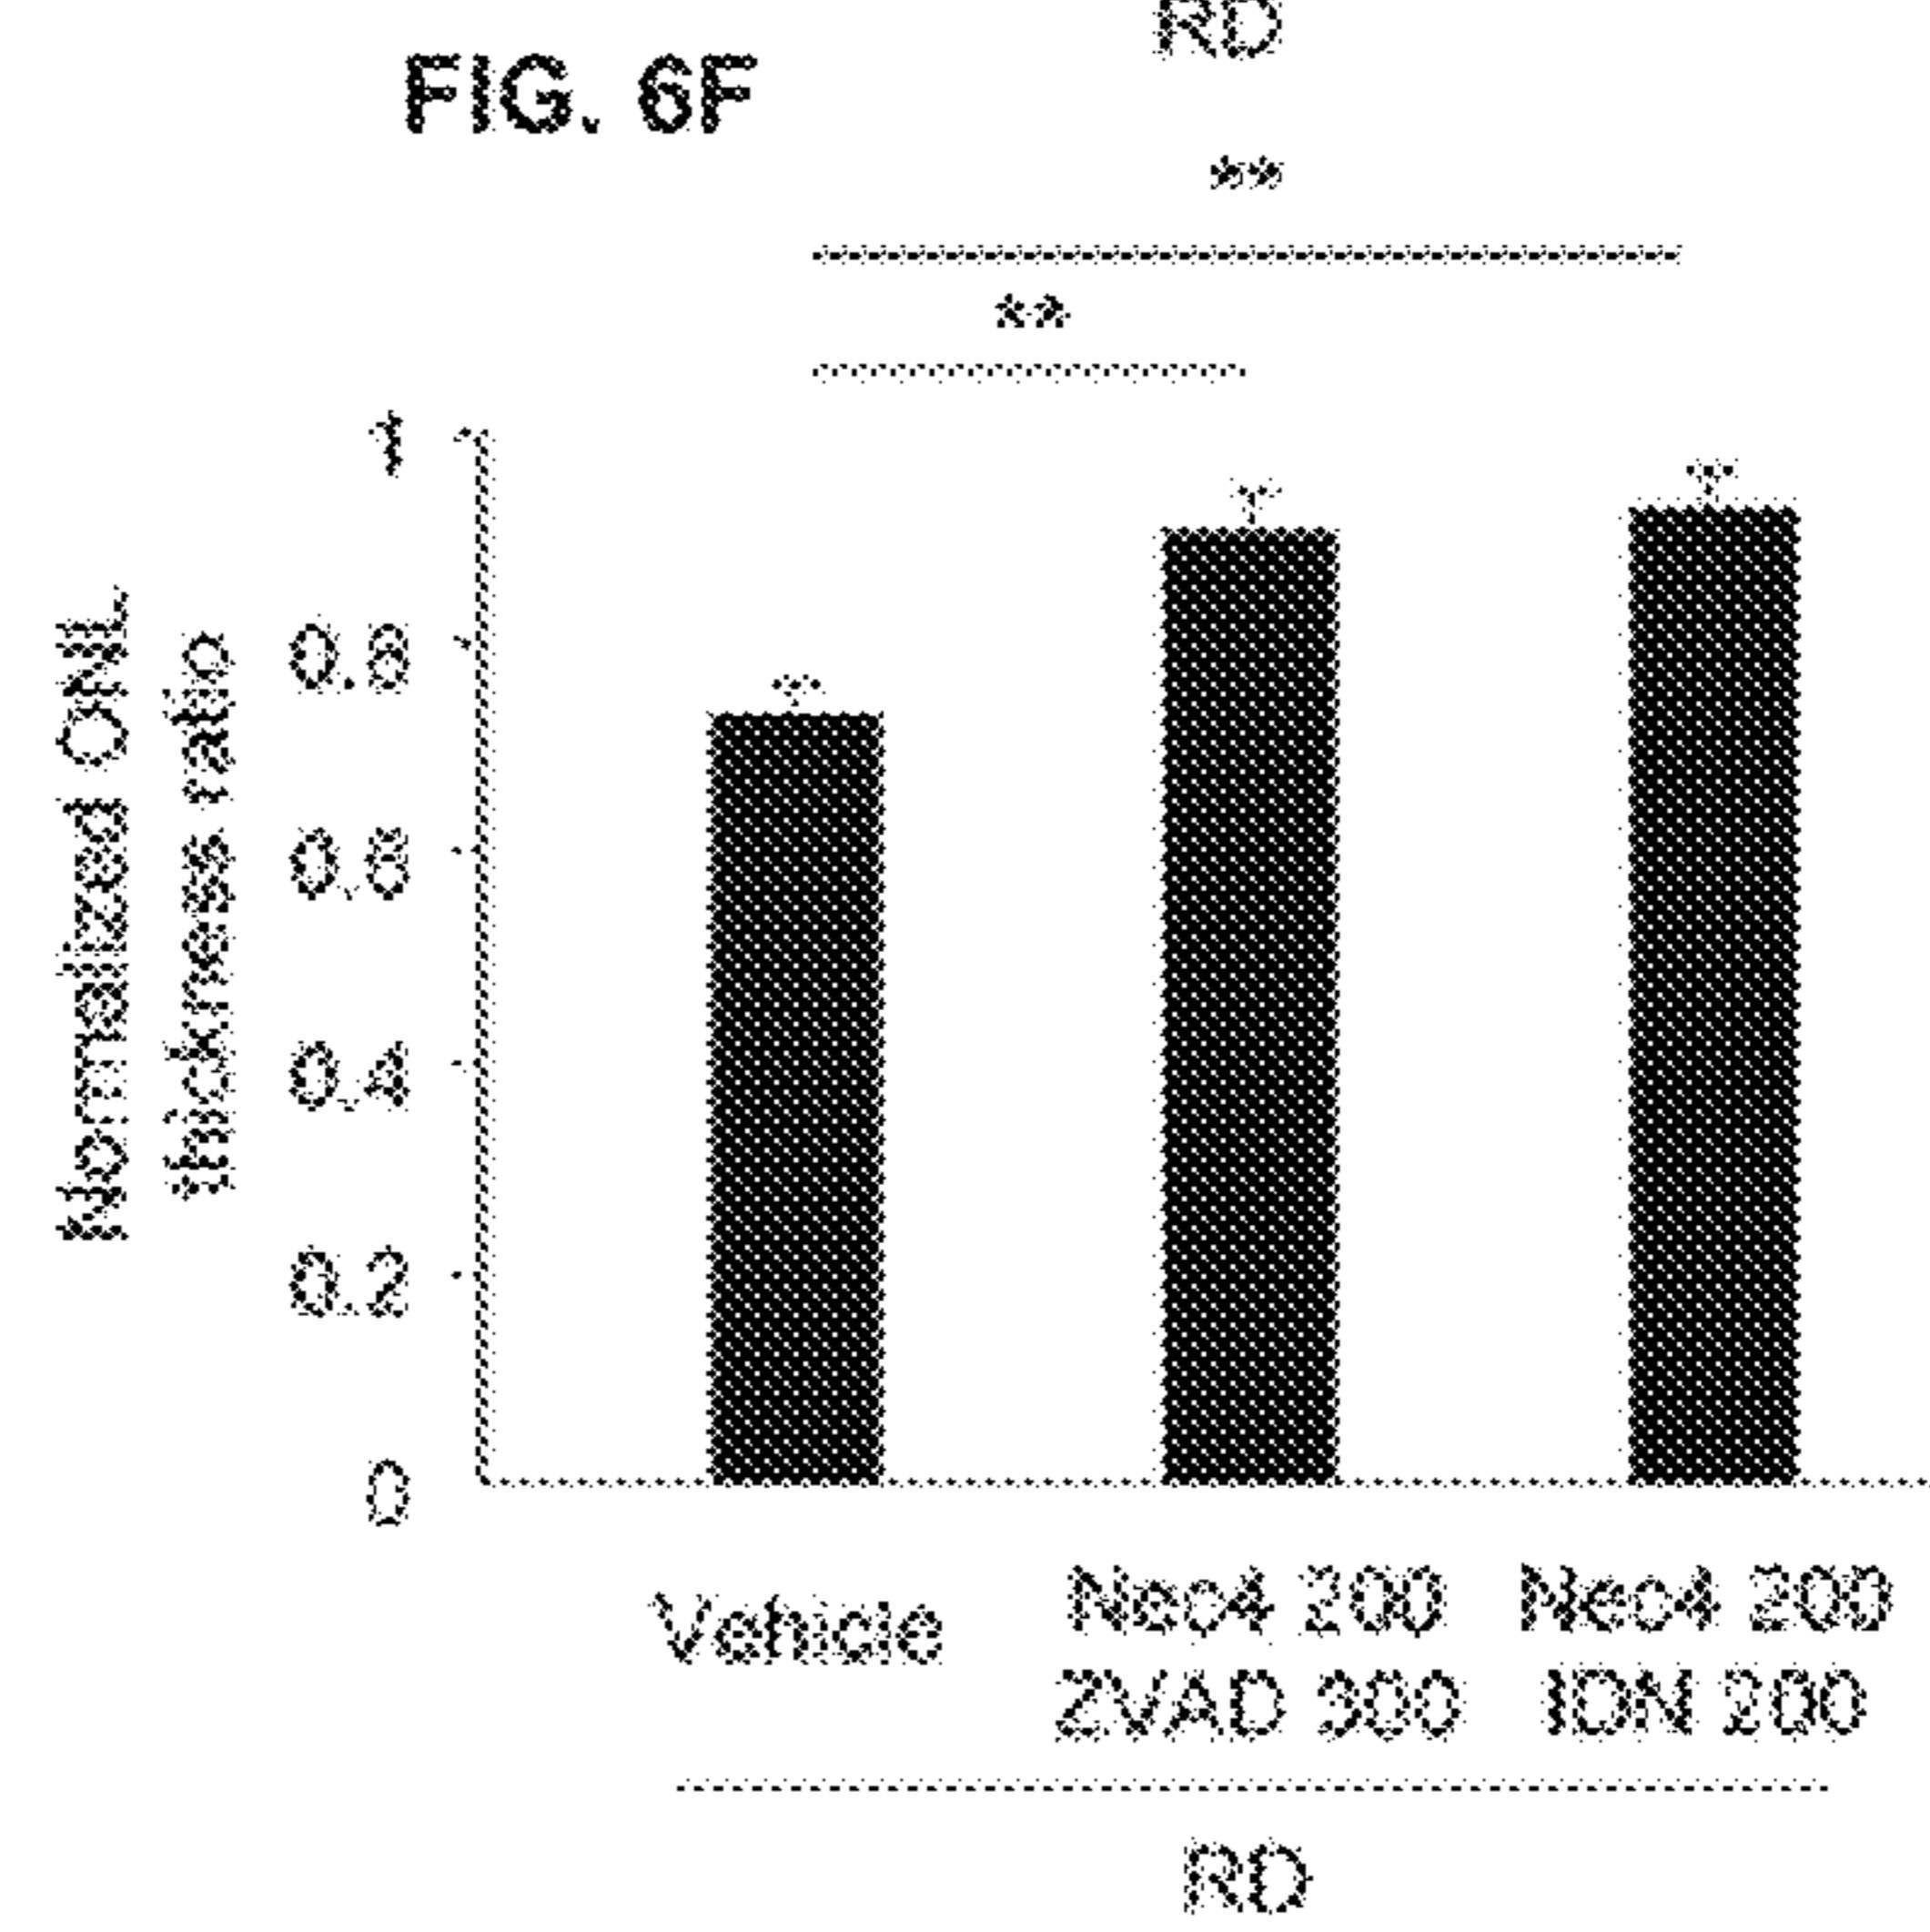 RD
FIG. 6F
**
**
1
0.8
0.6
0.4
0.2
0
Normalized ONL
thickness ratio
Vehicle
Nec4 200
ZVAD 300
Nec4 200
IDN 200
RD